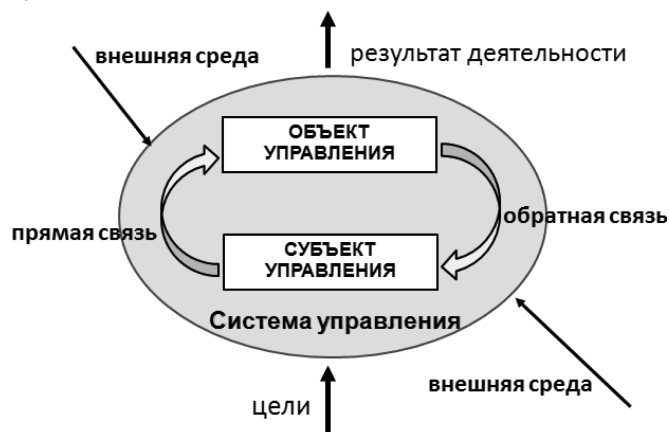 внешняя среда
результат деятельности
ОБЪЕКТ
УПРАВЛЕНИЯ
прямая связь
обратная связь
СУБЪЕКТ
УПРАВЛЕНИЯ
Система управления
внешняя среда
цели